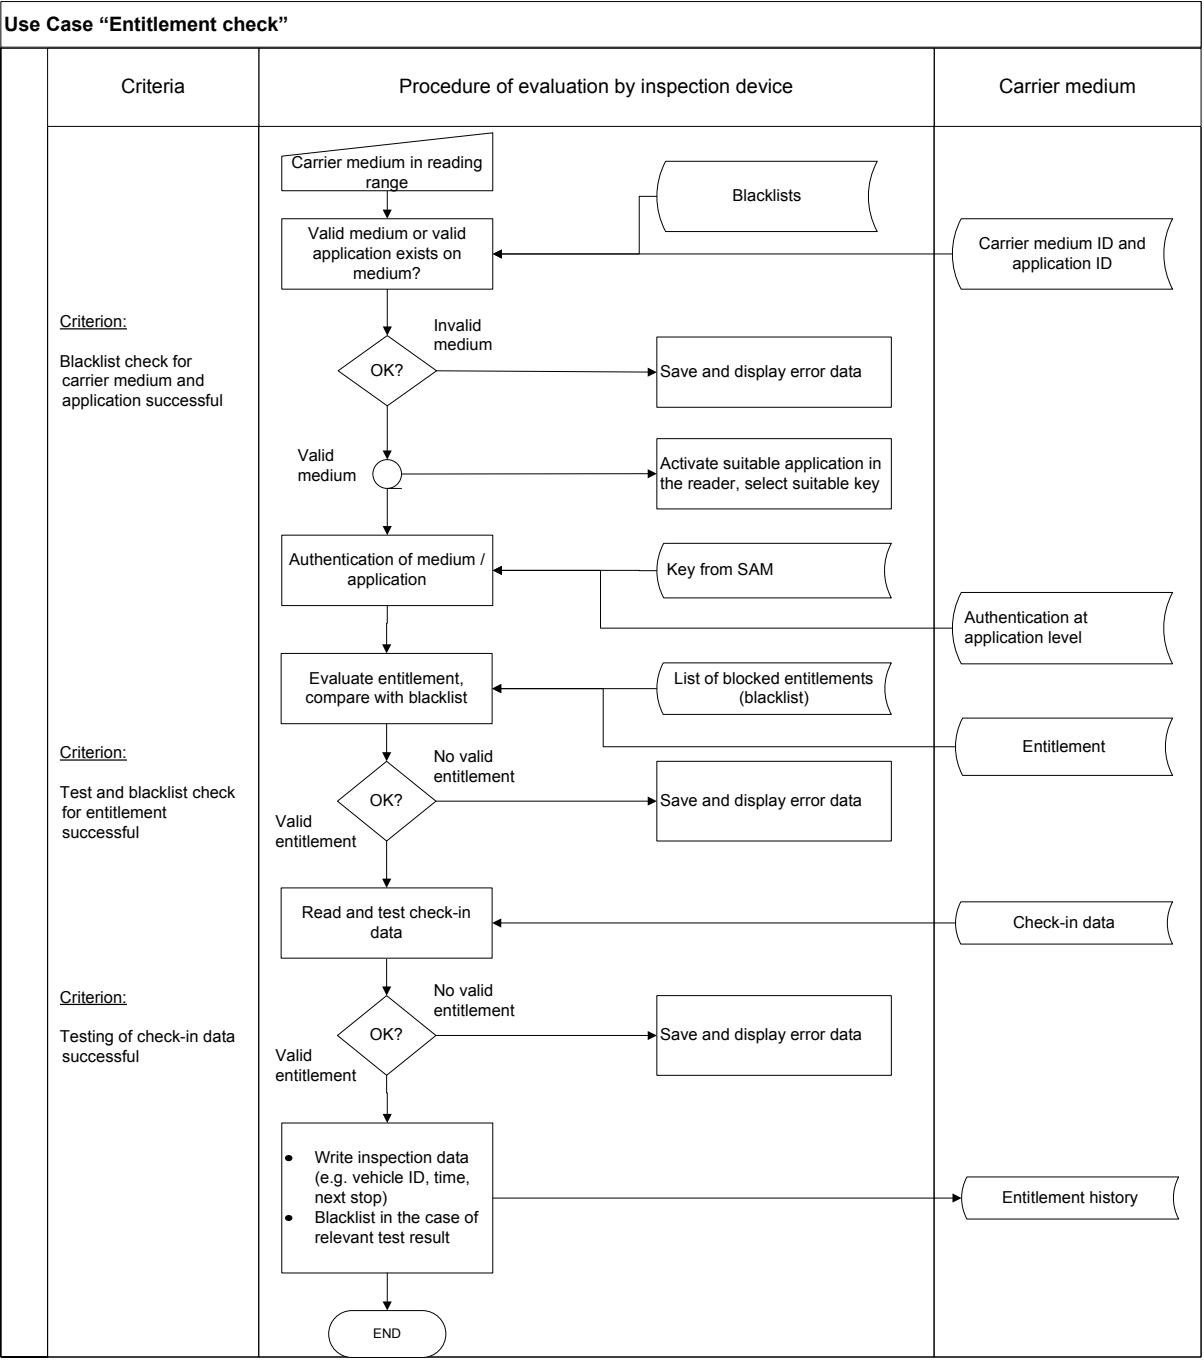 Use Case “Entitlement check”
Criteria
Procedure of evaluation by inspection device
Carrier medium
Carrier medium in reading
range
Blacklists
Valid medium or valid
application exists on
medium?
Carrier medium ID and
application ID
Criterion:
Blacklist check for
carrier medium and
application successful
Invalid
medium
OK?
Save and display error data
Valid
medium
Activate suitable application in
the reader, select suitable key
Authentication of medium /
application
Key from SAM
Authentication at
application level
Evaluate entitlement,
compare with blacklist
List of blocked entitlements
(blacklist)
Entitlement
Criterion:
Test and blacklist check
for entitlement
successful
No valid
entitlement
OK?
Save and display error data
Valid
entitlement
Read and test check-in
data
Check-in data
Criterion:
Testing of check-in data
successful
No valid
entitlement
OK?
Save and display error data
Valid
entitlement
• Write inspection data
(e.g. vehicle ID, time,
next stop)
• Blacklist in the case of
relevant test result
Entitlement history
END